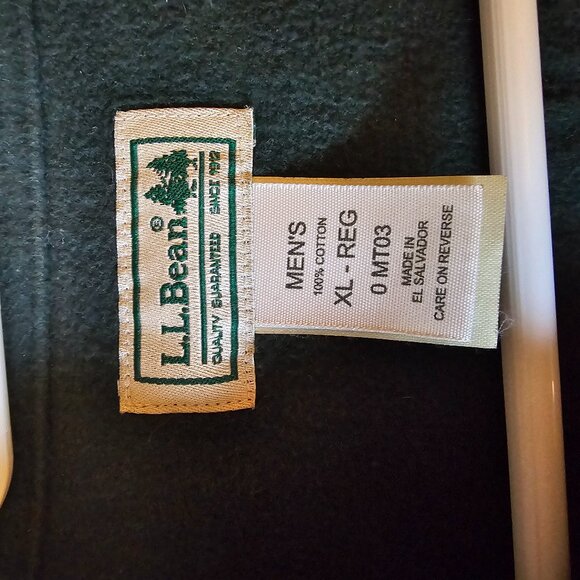 L.L.Bean®
QUALITY GUARANTEED SINCE 1912
MEN'S
100% COTTON
XL - REG
0 MT03
MADE IN
EL SALVADOR
CARE ON REVERSE